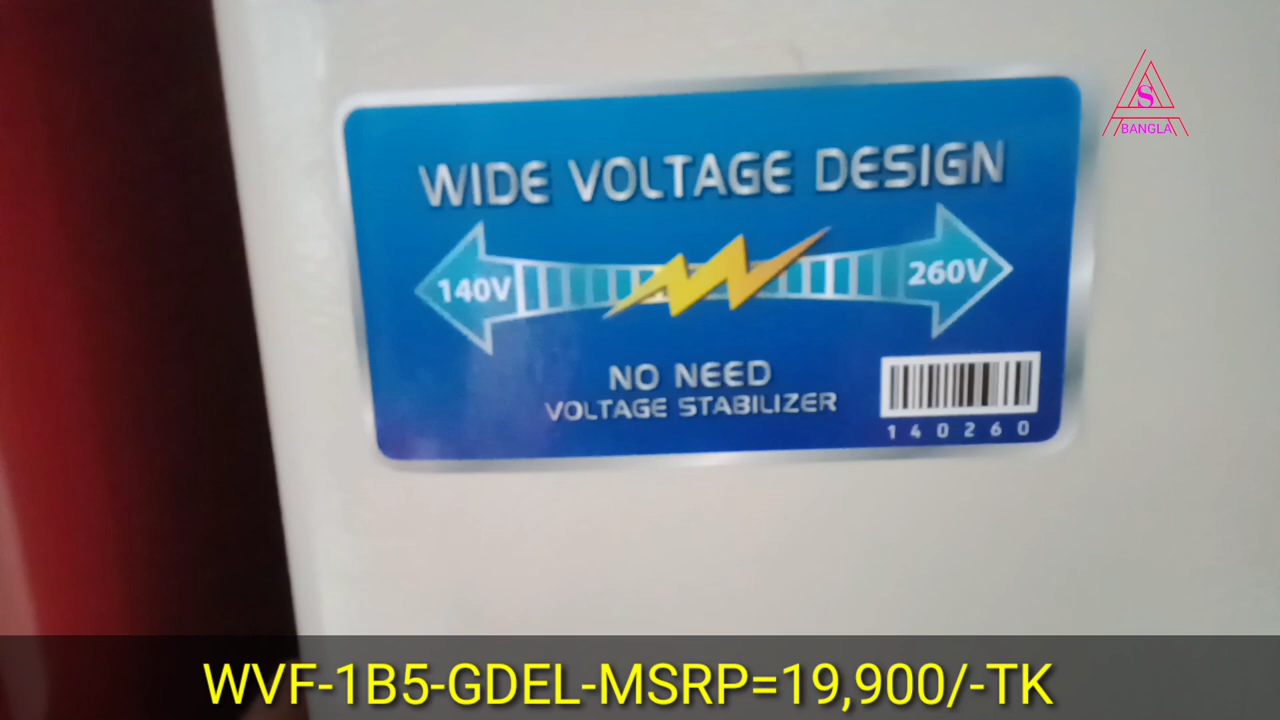 S
BANGLA
WIDE VOLTAGE DESIGN
140V
260V
NO NEED
VOLTAGE STABILIZER
140260
WVF-1B5-GDEL-MSRP=19,900/-TK